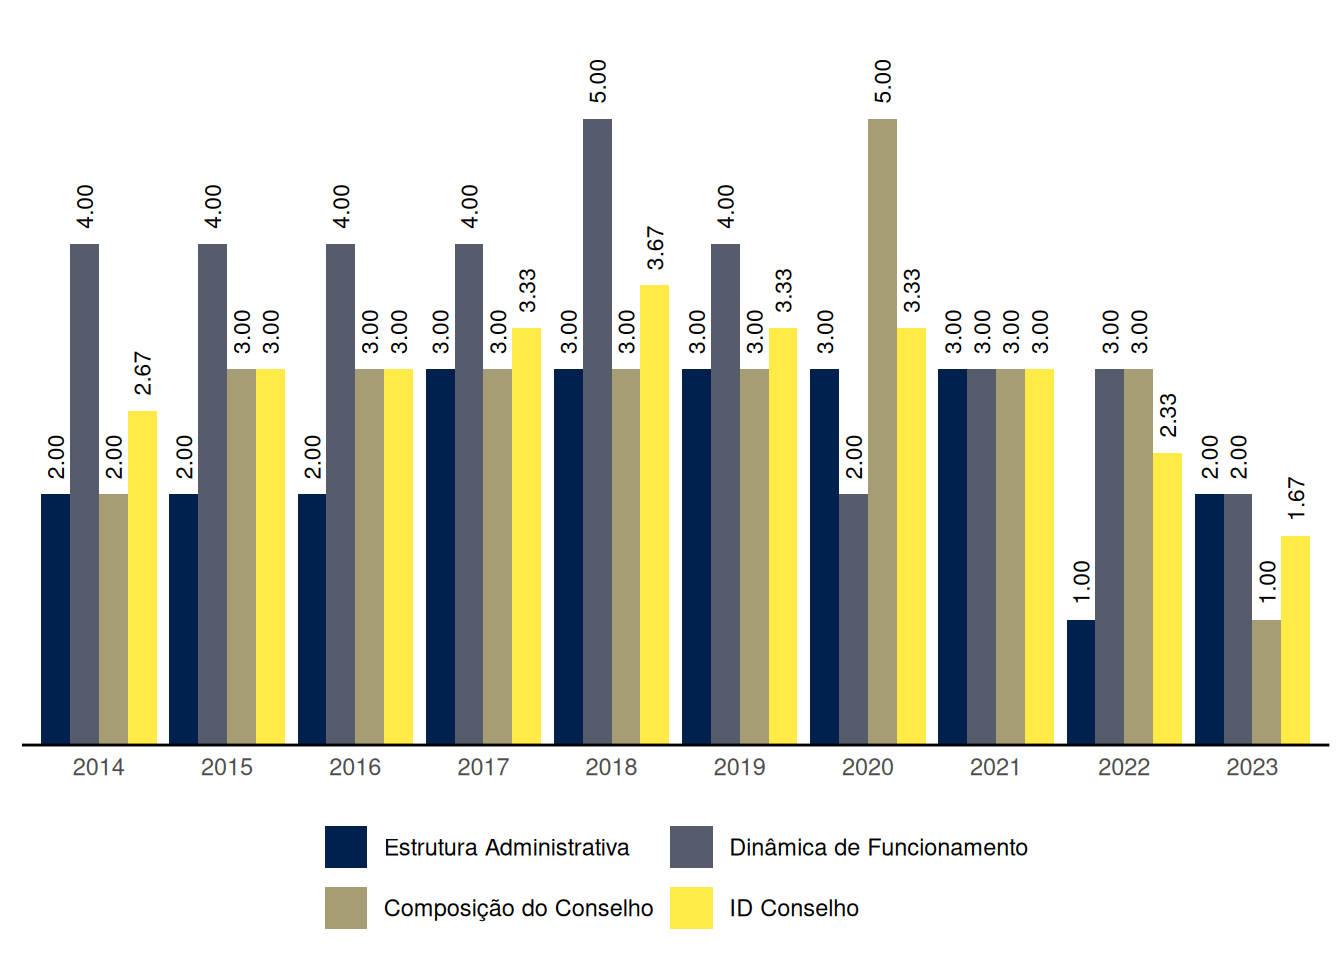 2.00 4.00 2.00 2.67
2.00 4.00 3.00 3.00
2.00 4.00 3.00 3.00
3.00 4.00 3.00 3.33
3.00 5.00 3.00 3.67
3.00 4.00 3.00 3.33
3.00 2.00 5.00 3.33
3.00 3.00 3.00 3.00
1.00 3.00 3.00 2.33
2.00 2.00 1.00 1.67
2014 2015 2016 2017 2018 2019 2020 2021 2022 2023
Estrutura Administrativa Dinâmica de Funcionamento
Composição do Conselho ID Conselho